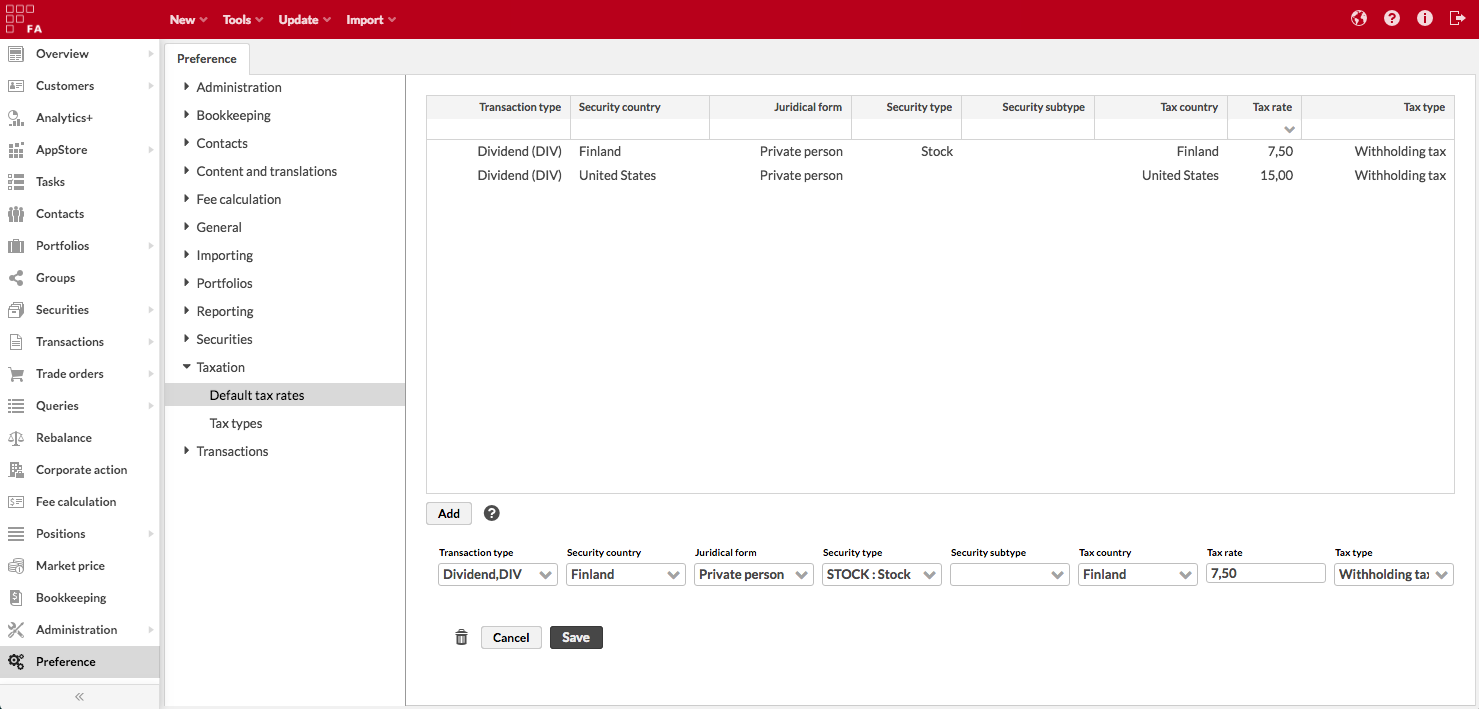 FA
New Tools Update Import
Overview
Customers
Analytics+
AppStore
Tasks
Contacts
Portfolios
Groups
Securities
Transactions
Trade orders
Queries
Rebalance
Corporate action
Fee calculation
Positions
Market price
Bookkeeping
Administration
Preference
«
Preference
Administration
Bookkeeping
Contacts
Content and translations
Fee calculation
General
Importing
Portfolios
Reporting
Securities
Taxation
Default tax rates
Tax types
Transactions
Transaction type Security country Juridical form Security type Security subtype Tax country Tax rate Tax type
Dividend (DIV) Finland Private person Stock Finland 7,50 Withholding tax
Dividend (DIV) United States Private person United States 15,00 Withholding tax
Add ?
Transaction type Security country Juridical form Security type Security subtype Tax country Tax rate Tax type
Dividend,DIV Finland Private person STOCK : Stock Finland 7,50 Withholding tax
Cancel Save